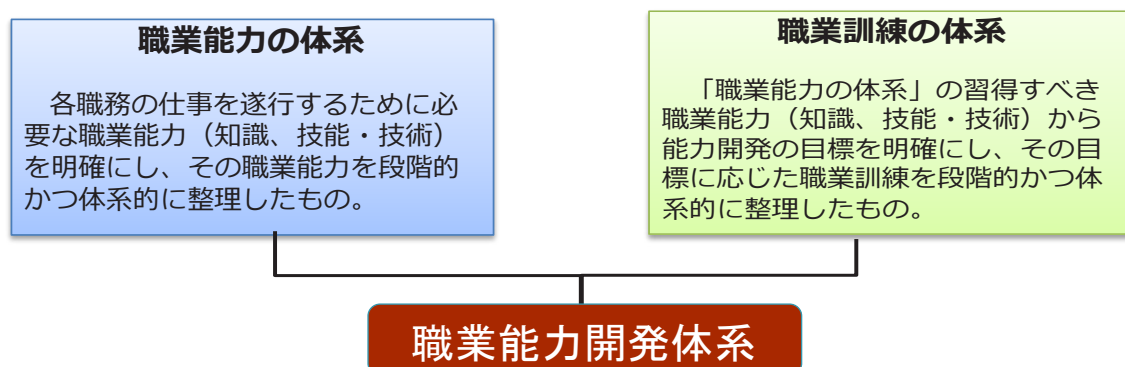 職業能力の体系
各職務の仕事を遂行するために必
要な職業能力（知識、技能・技術）
を明確にし、その職業能力を段階的
かつ体系的に整理したもの。
職業訓練の体系
「職業能力の体系」の習得すべき
職業能力（知識、技能・技術）から
能力開発の目標を明確にし、その目
標に応じた職業訓練を段階的かつ体
系的に整理したもの。
職業能力開発体系